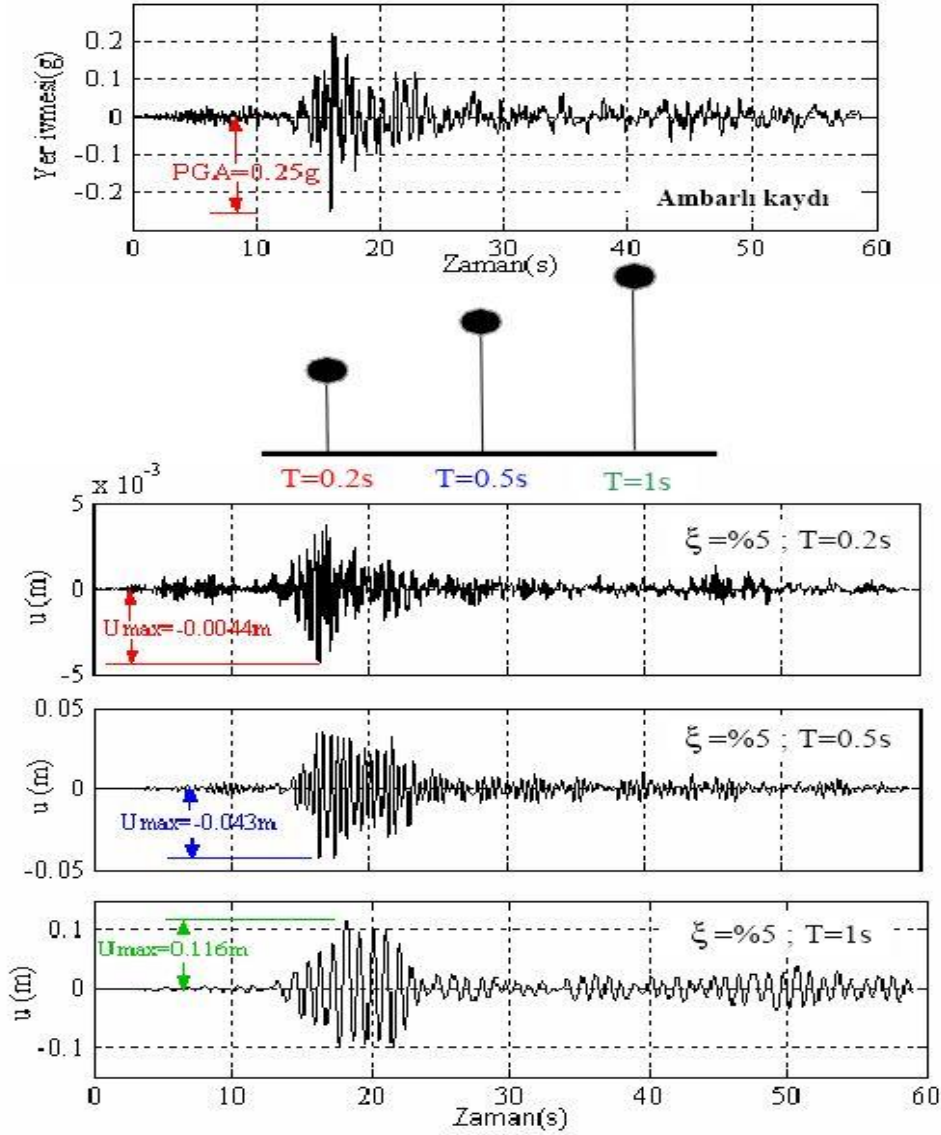 0.2
0.1
0
-0.1
-0.2
Yer ivmesi(g)
PGA=0.25g
Ambarlı kaydı
0 10 20 30 40 50 60
Zaman(s)
T=0.2s T=0.5s T=1s
x 10-3
5
0
-5
u(m)
ξ =%5 ; T=0.2s
Umax=-0.0044m
0.05
0
-0.05
u(m)
ξ =%5 ; T=0.5s
Umax=-0.043m
0.1
0
-0.1
u(m)
ξ =%5 ; T=1s
Umax=0.116m
0 10 20 30 40 50 60
Zaman(s)